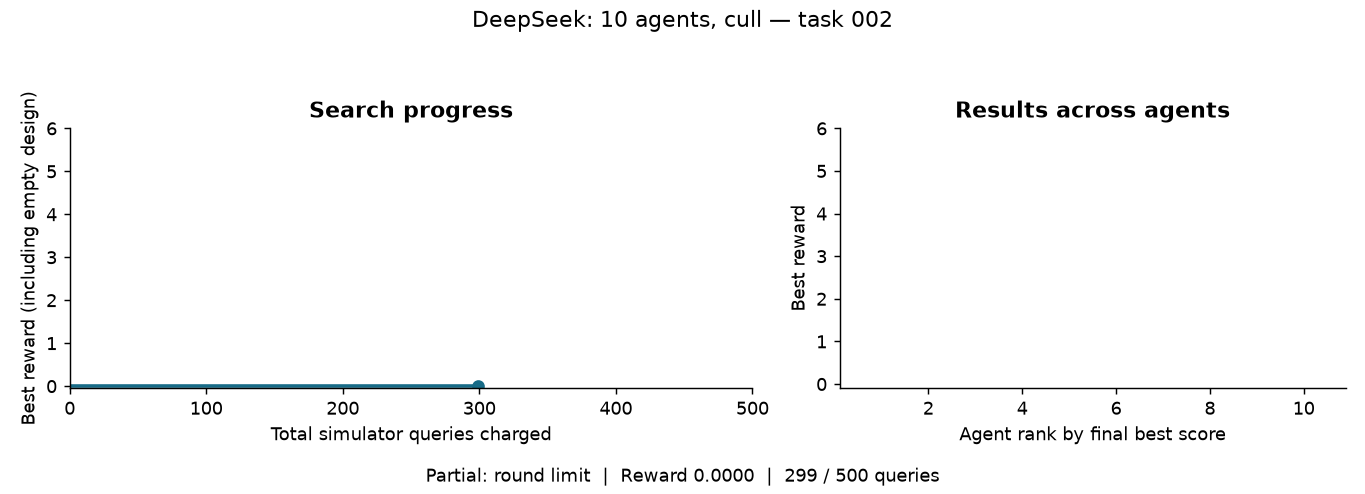 DeepSeek: 10 agents, cull — task 002
Search progress
Best reward (including empty design)
6
5
4
3
2
1
0
0 100 200 300 400 500
Total simulator queries charged
Results across agents
Best reward
6
5
4
3
2
1
0
2 4 6 8 10
Agent rank by final best score
Partial: round limit | Reward 0.0000 | 299 / 500 queries